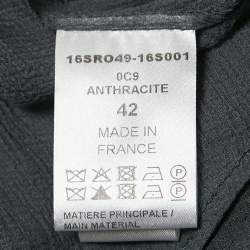 16SRO49-16S001
0C9
ANTHRACITE
42
MADE IN
FRANCE
P
MATIERE PRINCIPALE /
MAIN MATERIAL